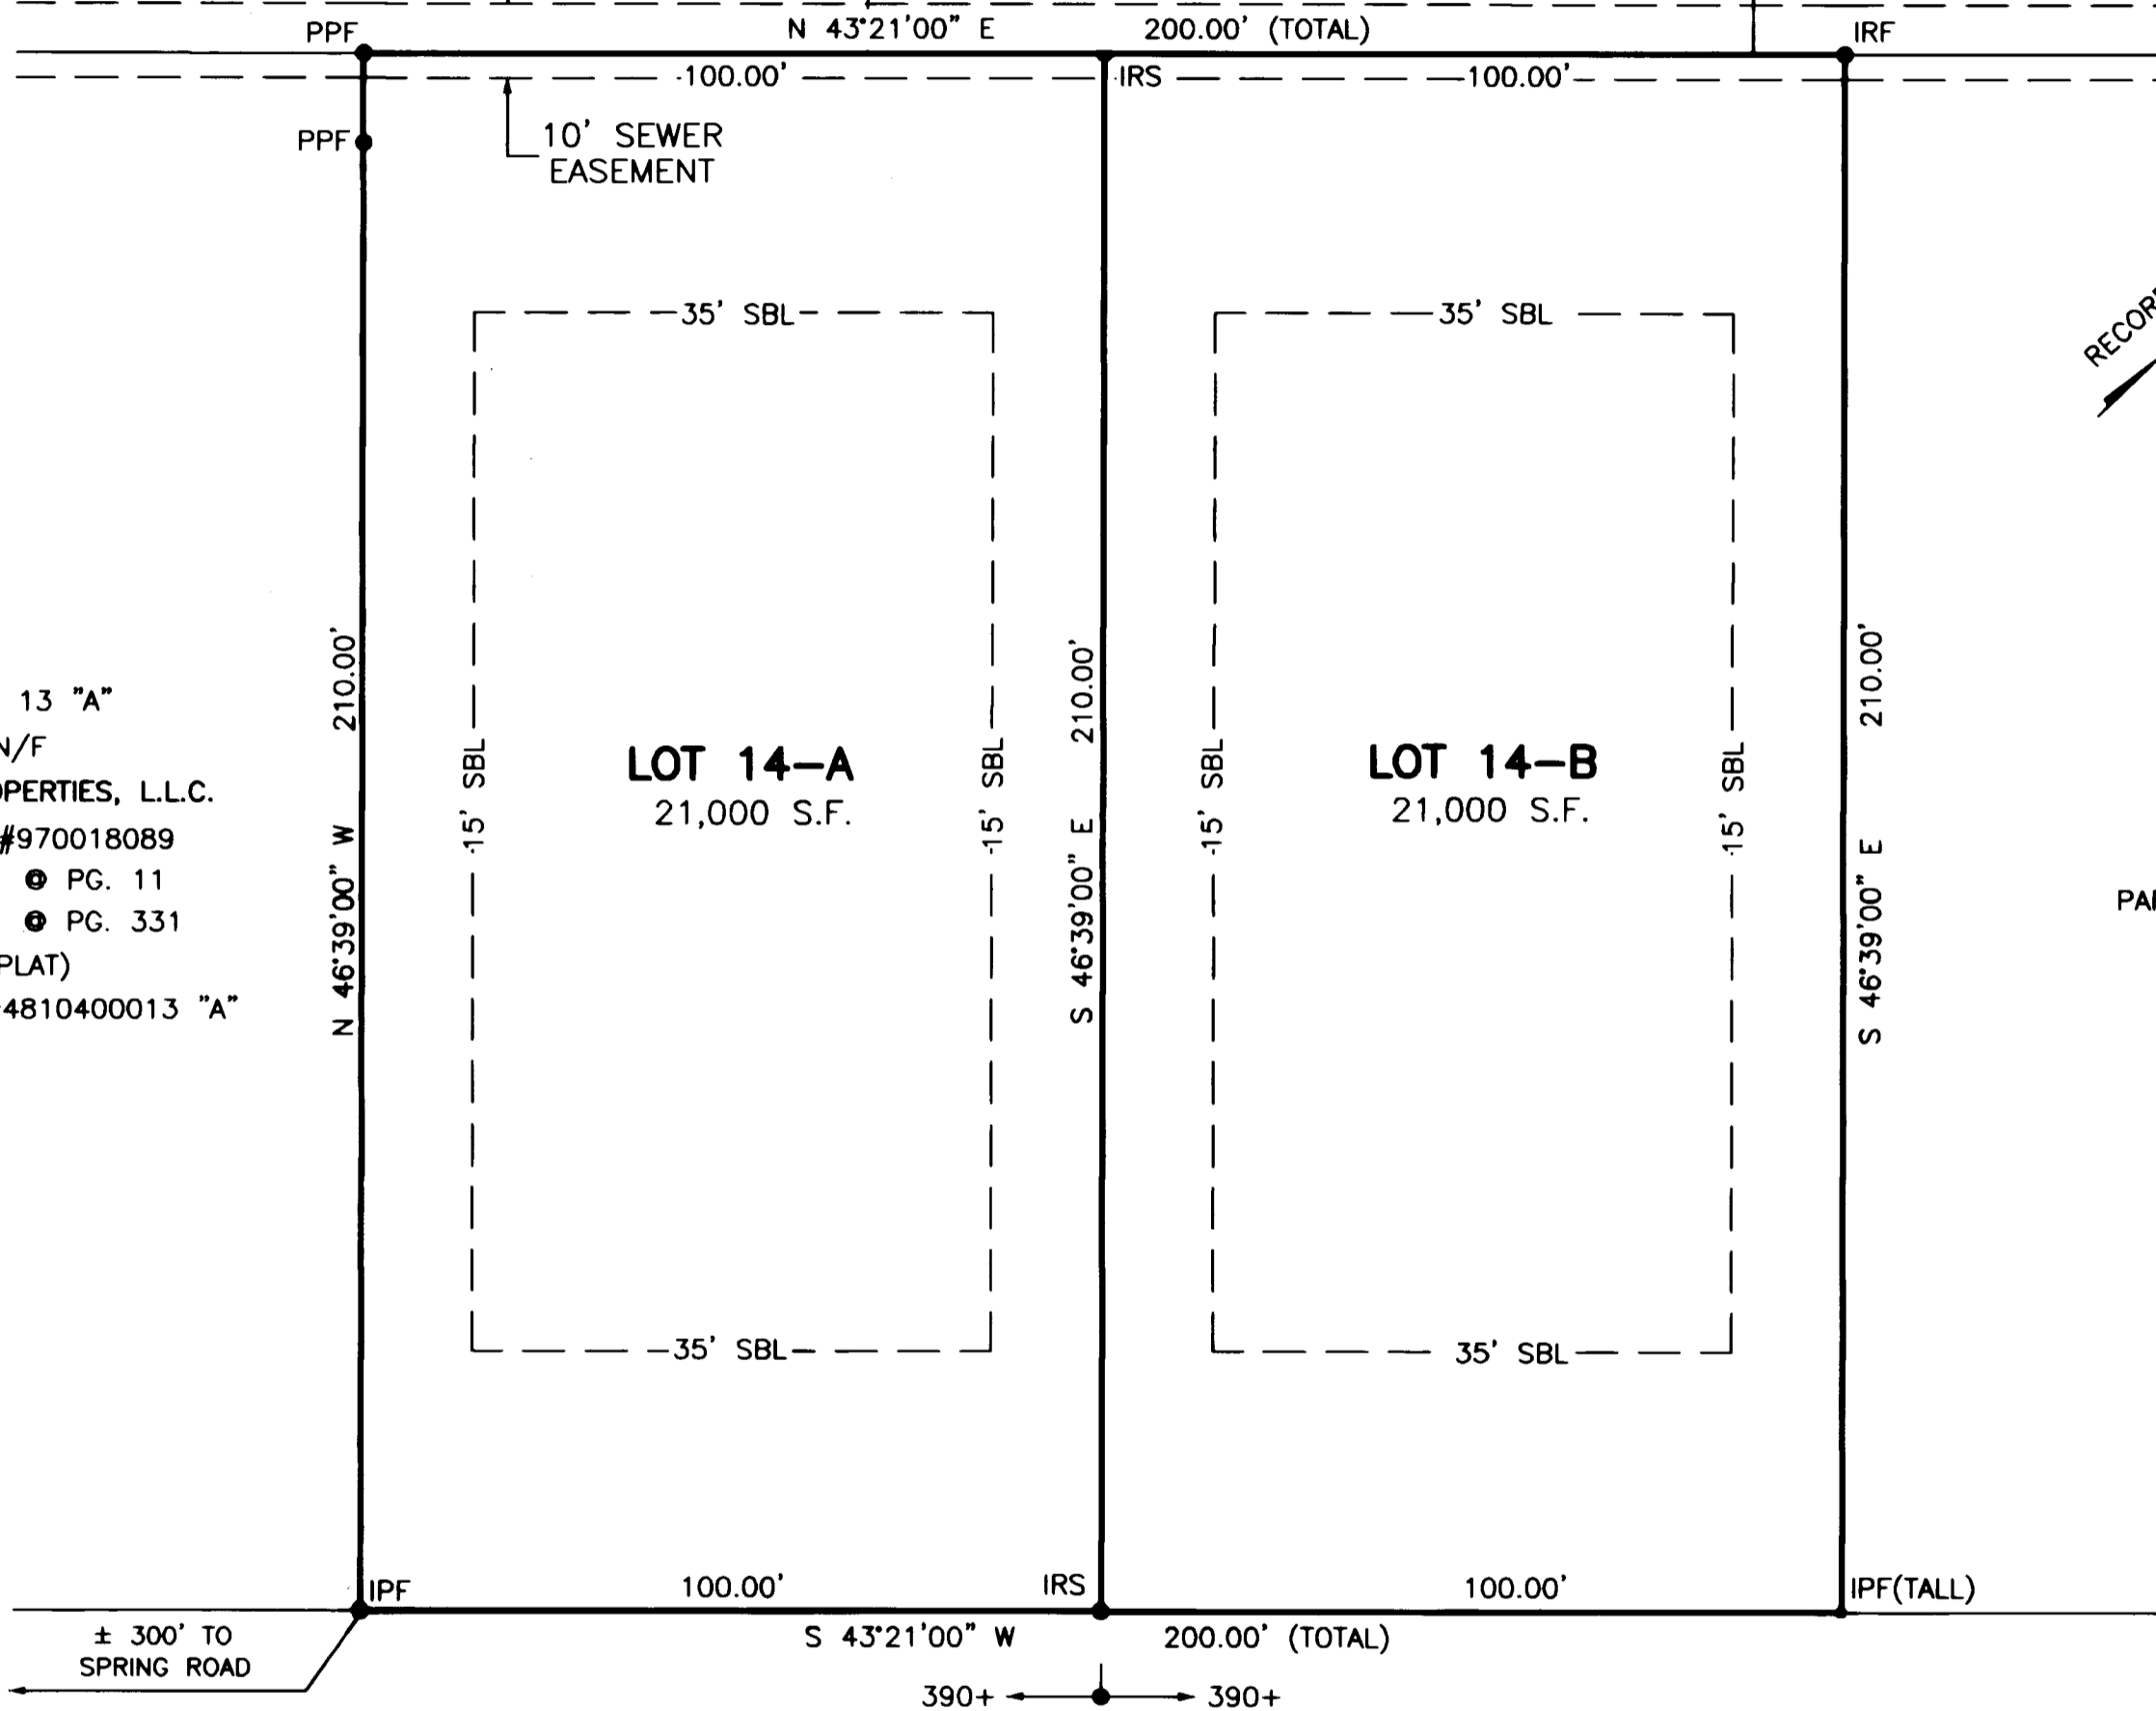 PPF
N 43°21'00" E 200.00' (TOTAL)
IRF
100.00'
IRS
100.00'
PPF
10' SEWER
EASEMENT
35' SBL
35' SBL
210.00'
N 46°39'00" W
15' SBL
15' SBL
LOT 14-A
21,000 S.F.
210.00'
S 46°39'00" E
15' SBL
15' SBL
LOT 14-B
21,000 S.F.
210.00'
S 46°39'00" E
13 "A"
N/F
L.L.C.
#970018089
@ PG. 11
@ PG. 331
PLAT)
4810400013 "A"
35' SBL
35' SBL
IPF
100.00'
IRS
100.00'
IPF(TALL)
± 300' TO
SPRING ROAD
S 43°21'00" W 200.00' (TOTAL)
390+ 390+